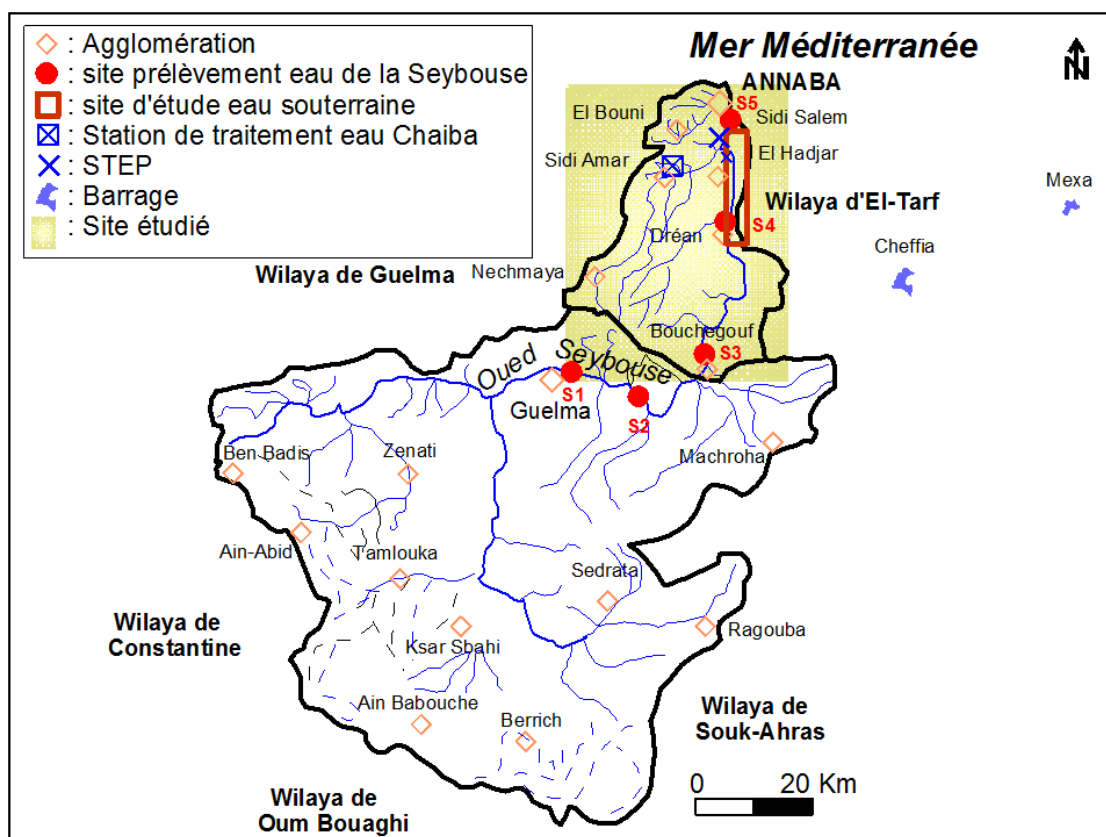 : Agglomération
: site prélèvement eau de la Seybouse
: site d'étude eau souterraine
: Station de traitement eau Chaiba
: STEP
: Barrage
: Site étudié
Mer Méditerranée
N
ANNABA
S5
El Bouni
Sidi Salem
Sidi Amar
El Hadjar
Mexa
Wilaya d'El-Tarf
S4
Dréan
Cheffia
Wilaya de Guelma
Nechmaya
Bouchegouf
S3
Oued Seybouse
S1
Guelma
S2
Ben Badis
Zenati
Machroha
Ain-Abid
Tamlouka
Sedrata
Wilaya de
Constantine
Ksar Sbahi
Ragouba
Ain Babouche
Berrich
Wilaya de
Souk-Ahras
0 20 Km
Wilaya de
Oum Bouaghi